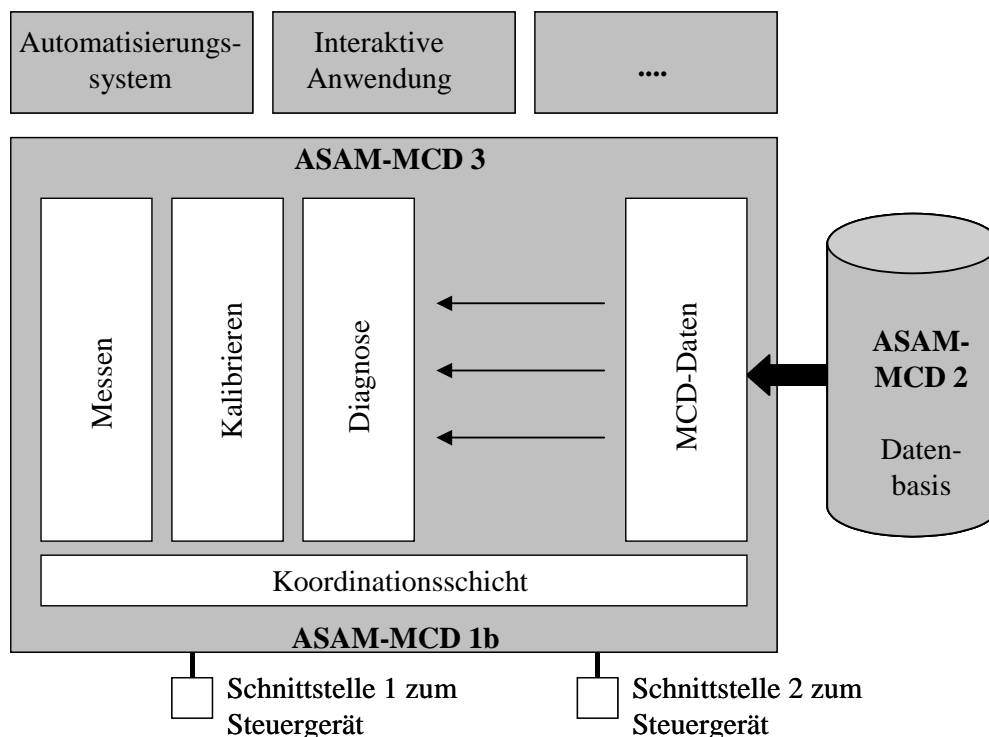 Automatisierungs-
system
Interaktive
Anwendung
....
ASAM-MCD 3
Messen
Kalibrieren
Diagnose
MCD-Daten
ASAM-
MCD 2
Daten-
basis
Koordinationsschicht
ASAM-MCD 1b
Schnittstelle 1 zum
Steuergerät
Schnittstelle 2 zum
Steuergerät